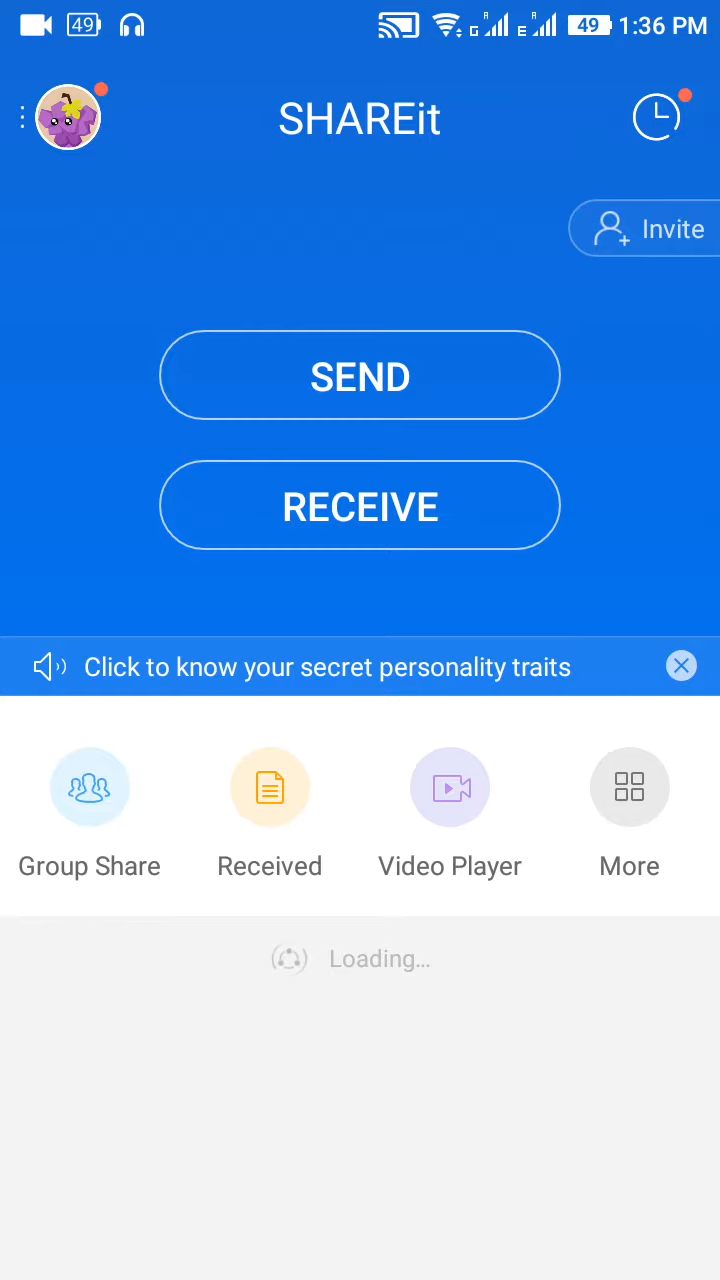 49 G R E R 49 1:36 PM
SHAREit
Invite
SEND
RECEIVE
Click to know your secret personality traits
Group Share Received Video Player More
Loading...